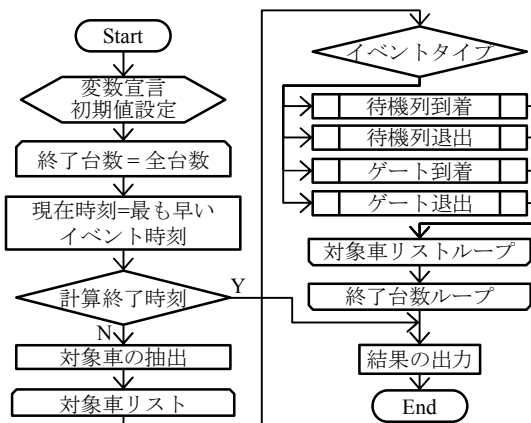 Start
変数宣言
初期値設定
終了台数 = 全台数
現在時刻=最も早い
イベント時刻
計算終了時刻
Y
N
対象車の抽出
対象車リスト
イベントタイプ
待機列到着
待機列退出
ゲート到着
ゲート退出
対象車リストループ
終了台数ループ
結果の出力
End